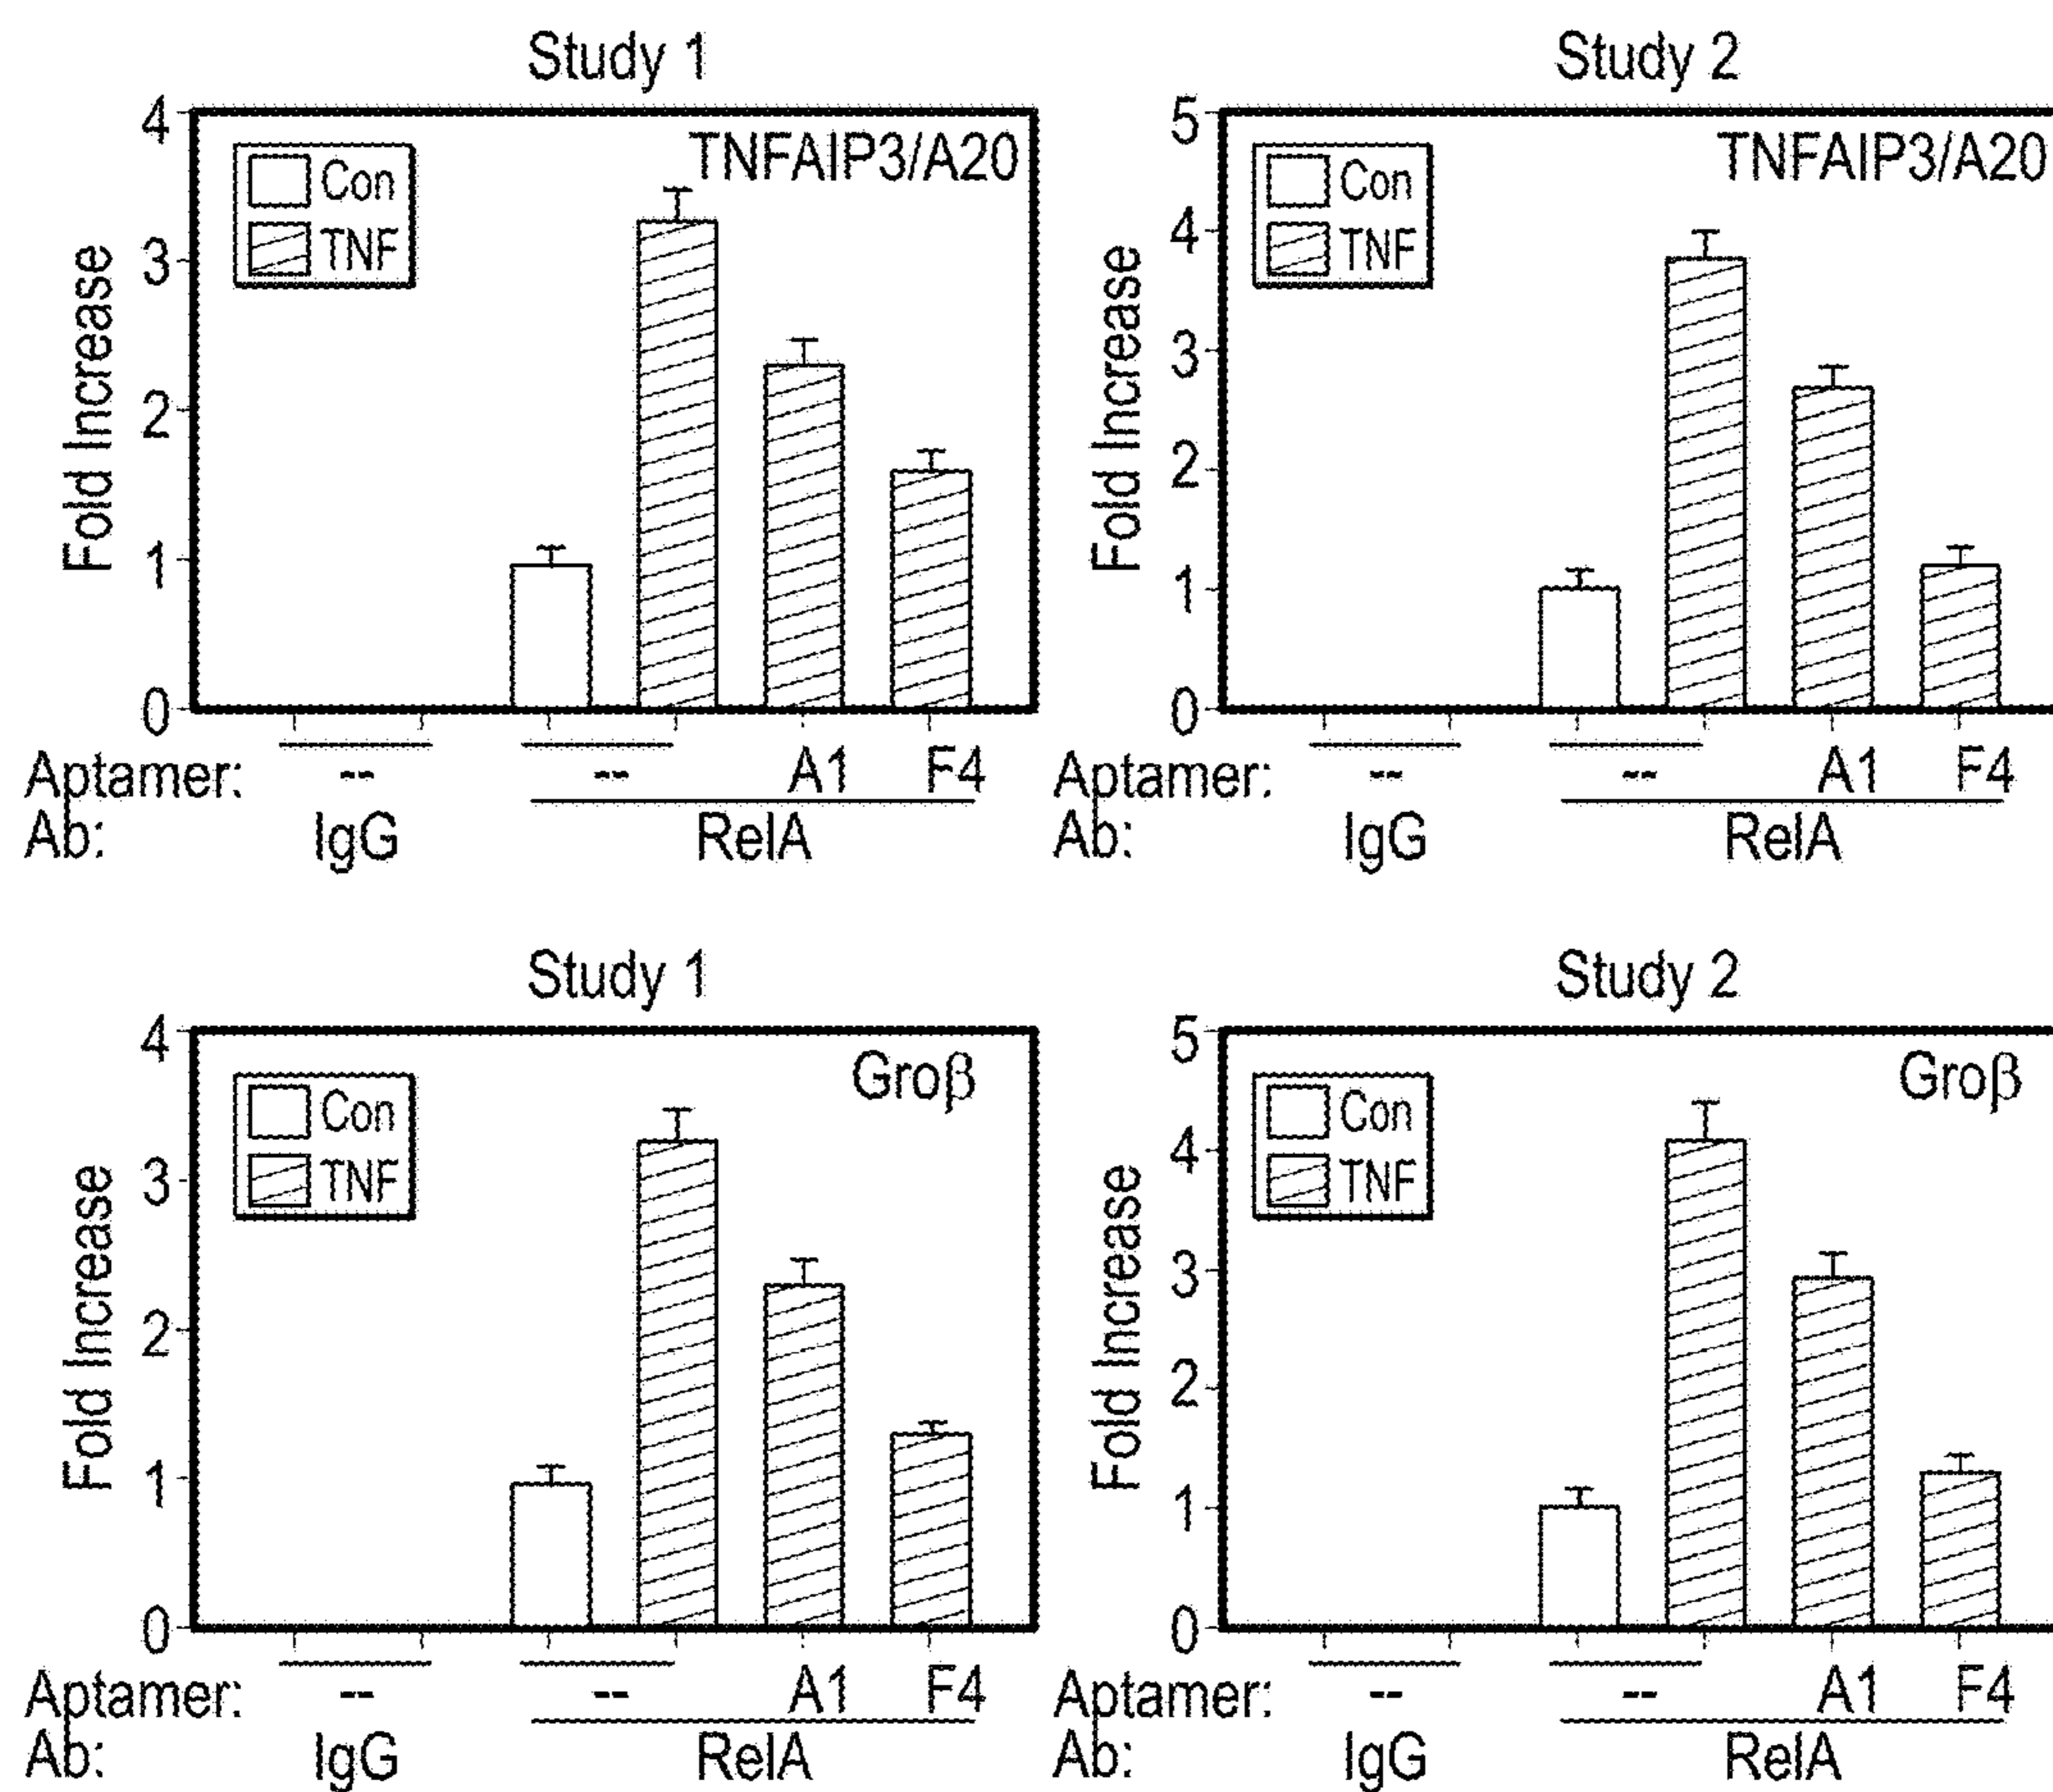 Study 1
TNFAIP3/A20
Con
TNF
Fold Increase
4
3
2
1
0
Aptamer: -- -- A1 F4
Ab: IgG RelA
Study 2
TNFAIP3/A20
Con
TNF
Fold Increase
5
4
3
2
1
0
Aptamer: -- -- A1 F4
Ab: IgG RelA
Study 1
Groβ
Con
TNF
Fold Increase
4
3
2
1
0
Aptamer: -- -- A1 F4
Ab: IgG RelA
Study 2
Groβ
Con
TNF
Fold Increase
5
4
3
2
1
0
Aptamer: -- -- A1 F4
Ab: IgG RelA